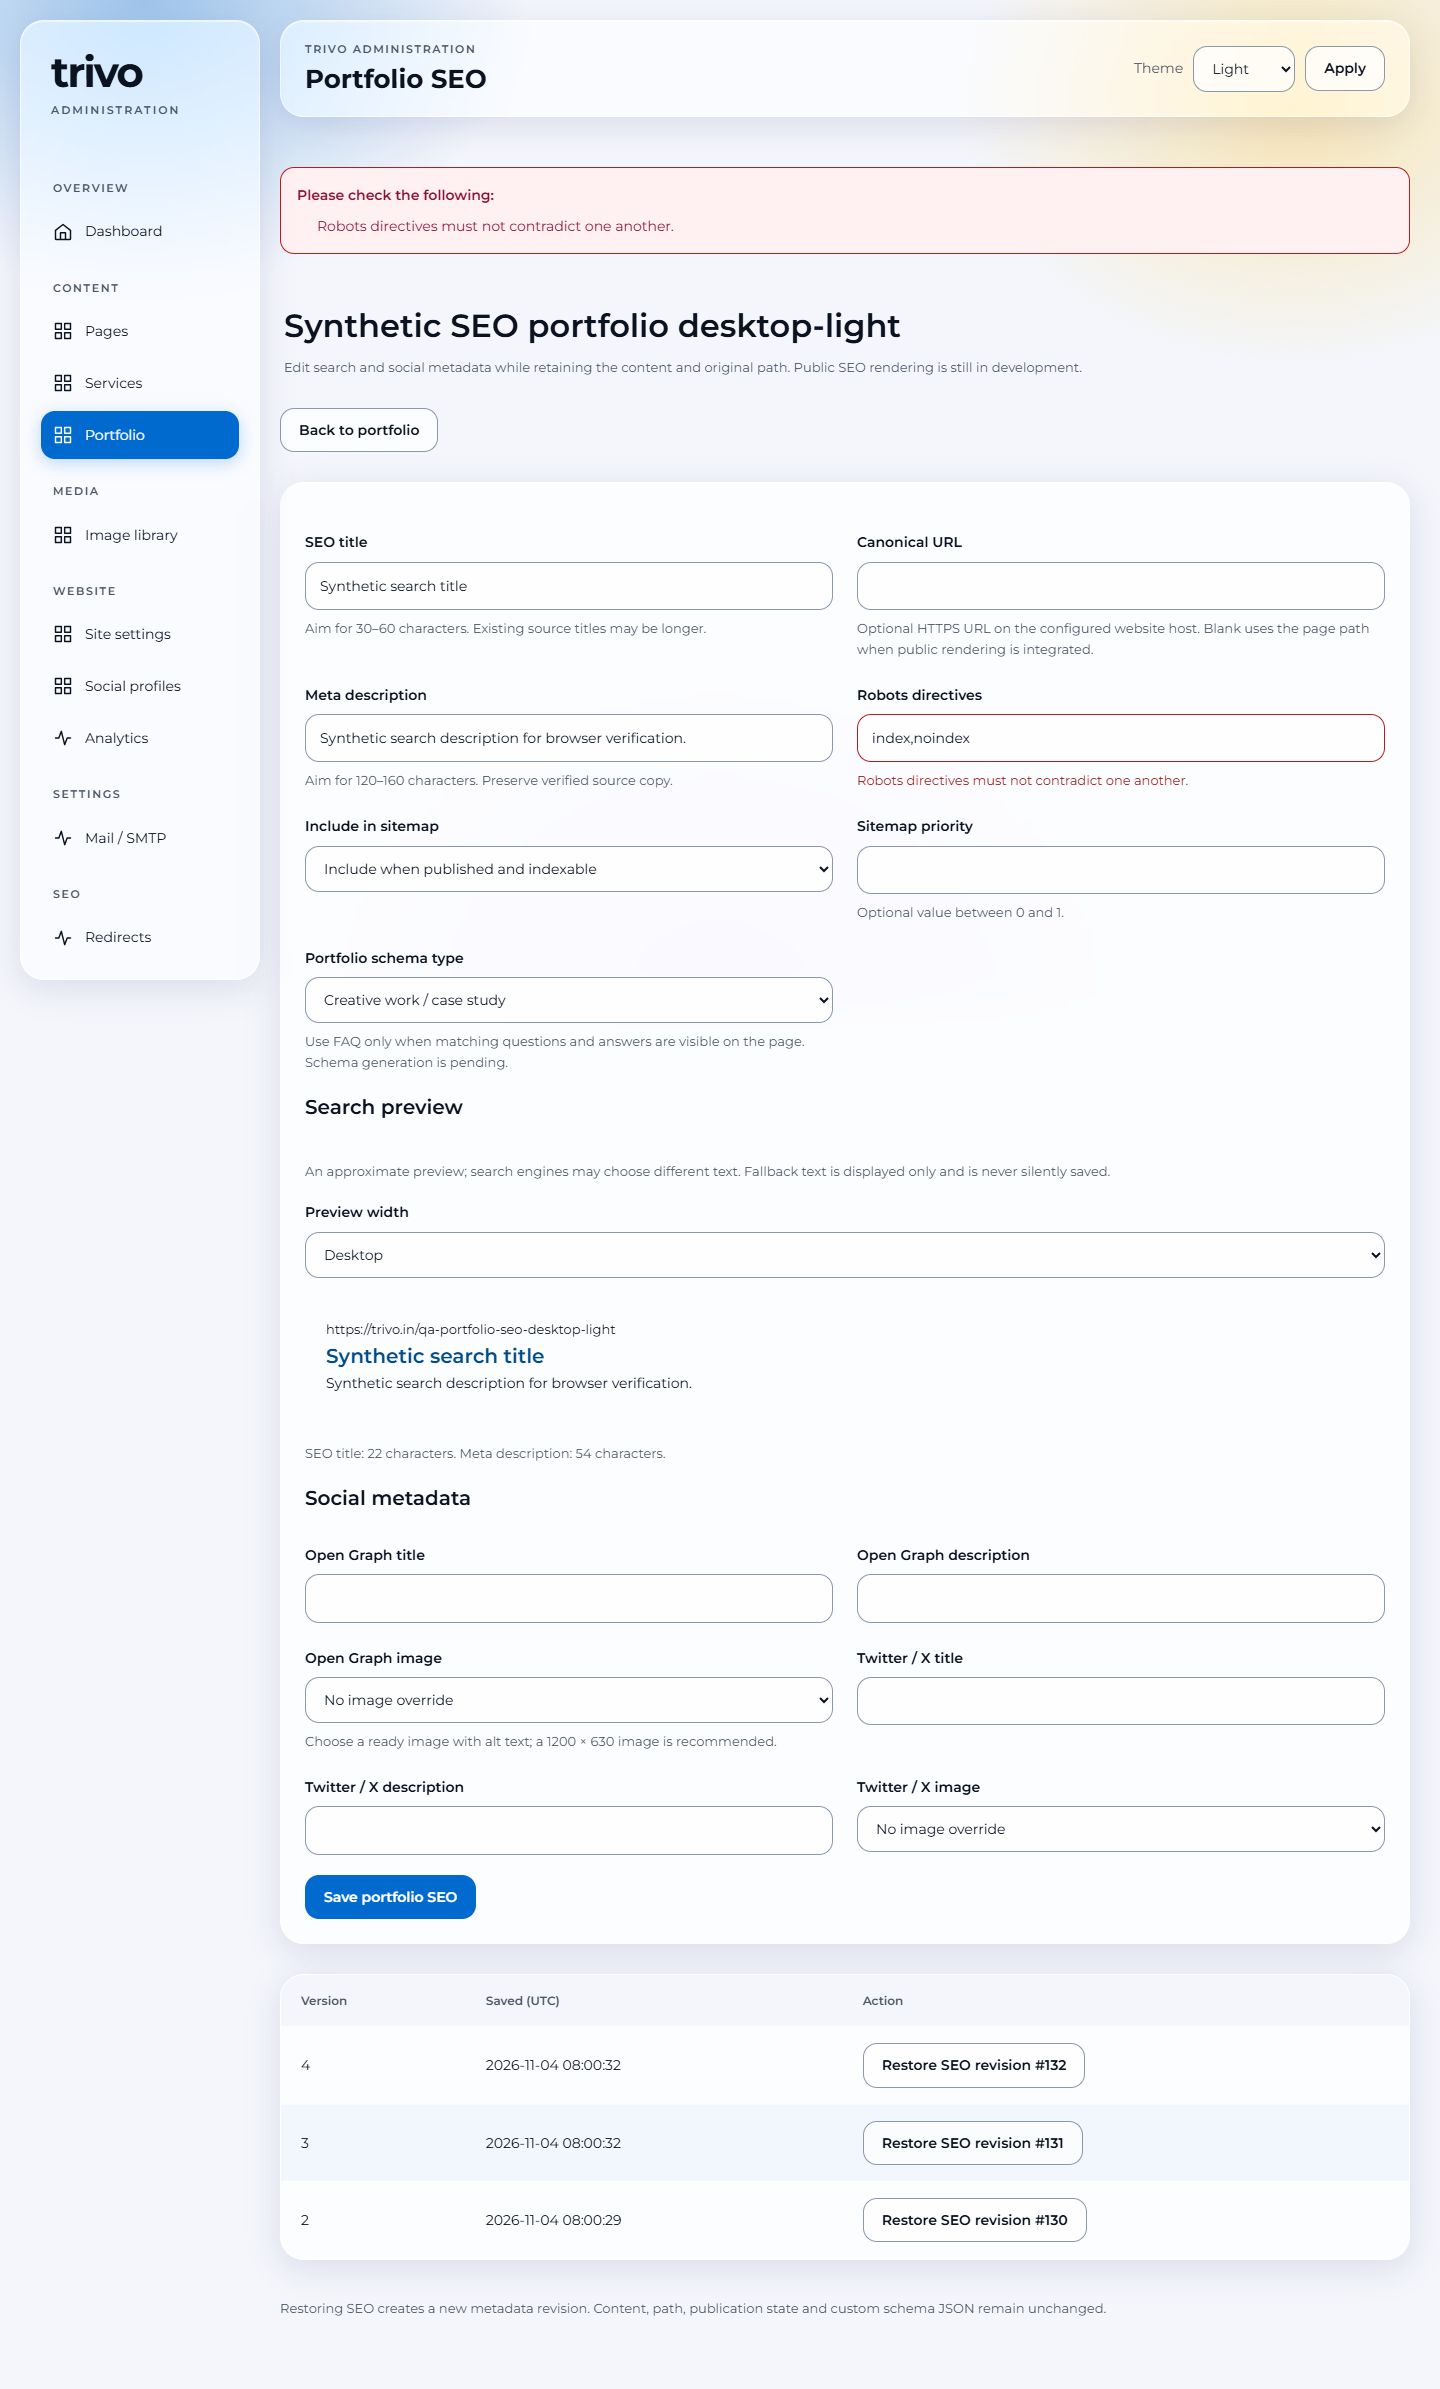 trivo
ADMINISTRATION
OVERVIEW
Dashboard
CONTENT
Pages
Services
Portfolio
MEDIA
Image library
WEBSITE
Site settings
Social profiles
Analytics
SETTINGS
Mail / SMTP
SEO
Redirects
TRIVO ADMINISTRATION
Portfolio SEO
Theme
Light
Apply
Please check the following:
Robots directives must not contradict one another.
Synthetic SEO portfolio desktop-light
Edit search and social metadata while retaining the content and original path. Public SEO rendering is still in development.
Back to portfolio
SEO title
Synthetic search title
Aim for 30–60 characters. Existing source titles may be longer.
Canonical URL
Optional HTTPS URL on the configured website host. Blank uses the page path
when public rendering is integrated.
Meta description
Synthetic search description for browser verification.
Aim for 120–160 characters. Preserve verified source copy.
Robots directives
index,noindex
Robots directives must not contradict one another.
Include in sitemap
Include when published and indexable
Sitemap priority
Optional value between 0 and 1.
Portfolio schema type
Creative work / case study
Use FAQ only when matching questions and answers are visible on the page.
Schema generation is pending.
Search preview
An approximate preview; search engines may choose different text. Fallback text is displayed only and is never silently saved.
Preview width
Desktop
https://trivo.in/qa-portfolio-seo-desktop-light
Synthetic search title
Synthetic search description for browser verification.
SEO title: 22 characters. Meta description: 54 characters.
Social metadata
Open Graph title
Open Graph description
Open Graph image
No image override
Choose a ready image with alt text; a 1200 × 630 image is recommended.
Twitter / X title
Twitter / X description
Twitter / X image
No image override
Save portfolio SEO
Version Saved (UTC) Action
4 2026-11-04 08:00:32 Restore SEO revision #132
3 2026-11-04 08:00:32 Restore SEO revision #131
2 2026-11-04 08:00:29 Restore SEO revision #130
Restoring SEO creates a new metadata revision. Content, path, publication state and custom schema JSON remain unchanged.